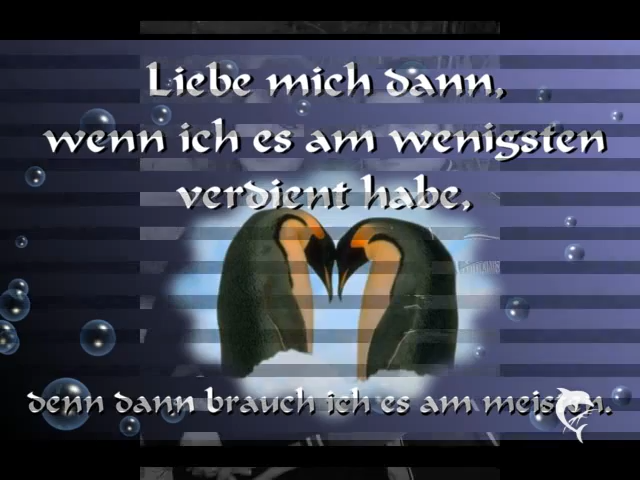 Liebe mich dann,
wenn ich es am wenigsten
verdient habe,
denn dann brauch ich es am meisten.